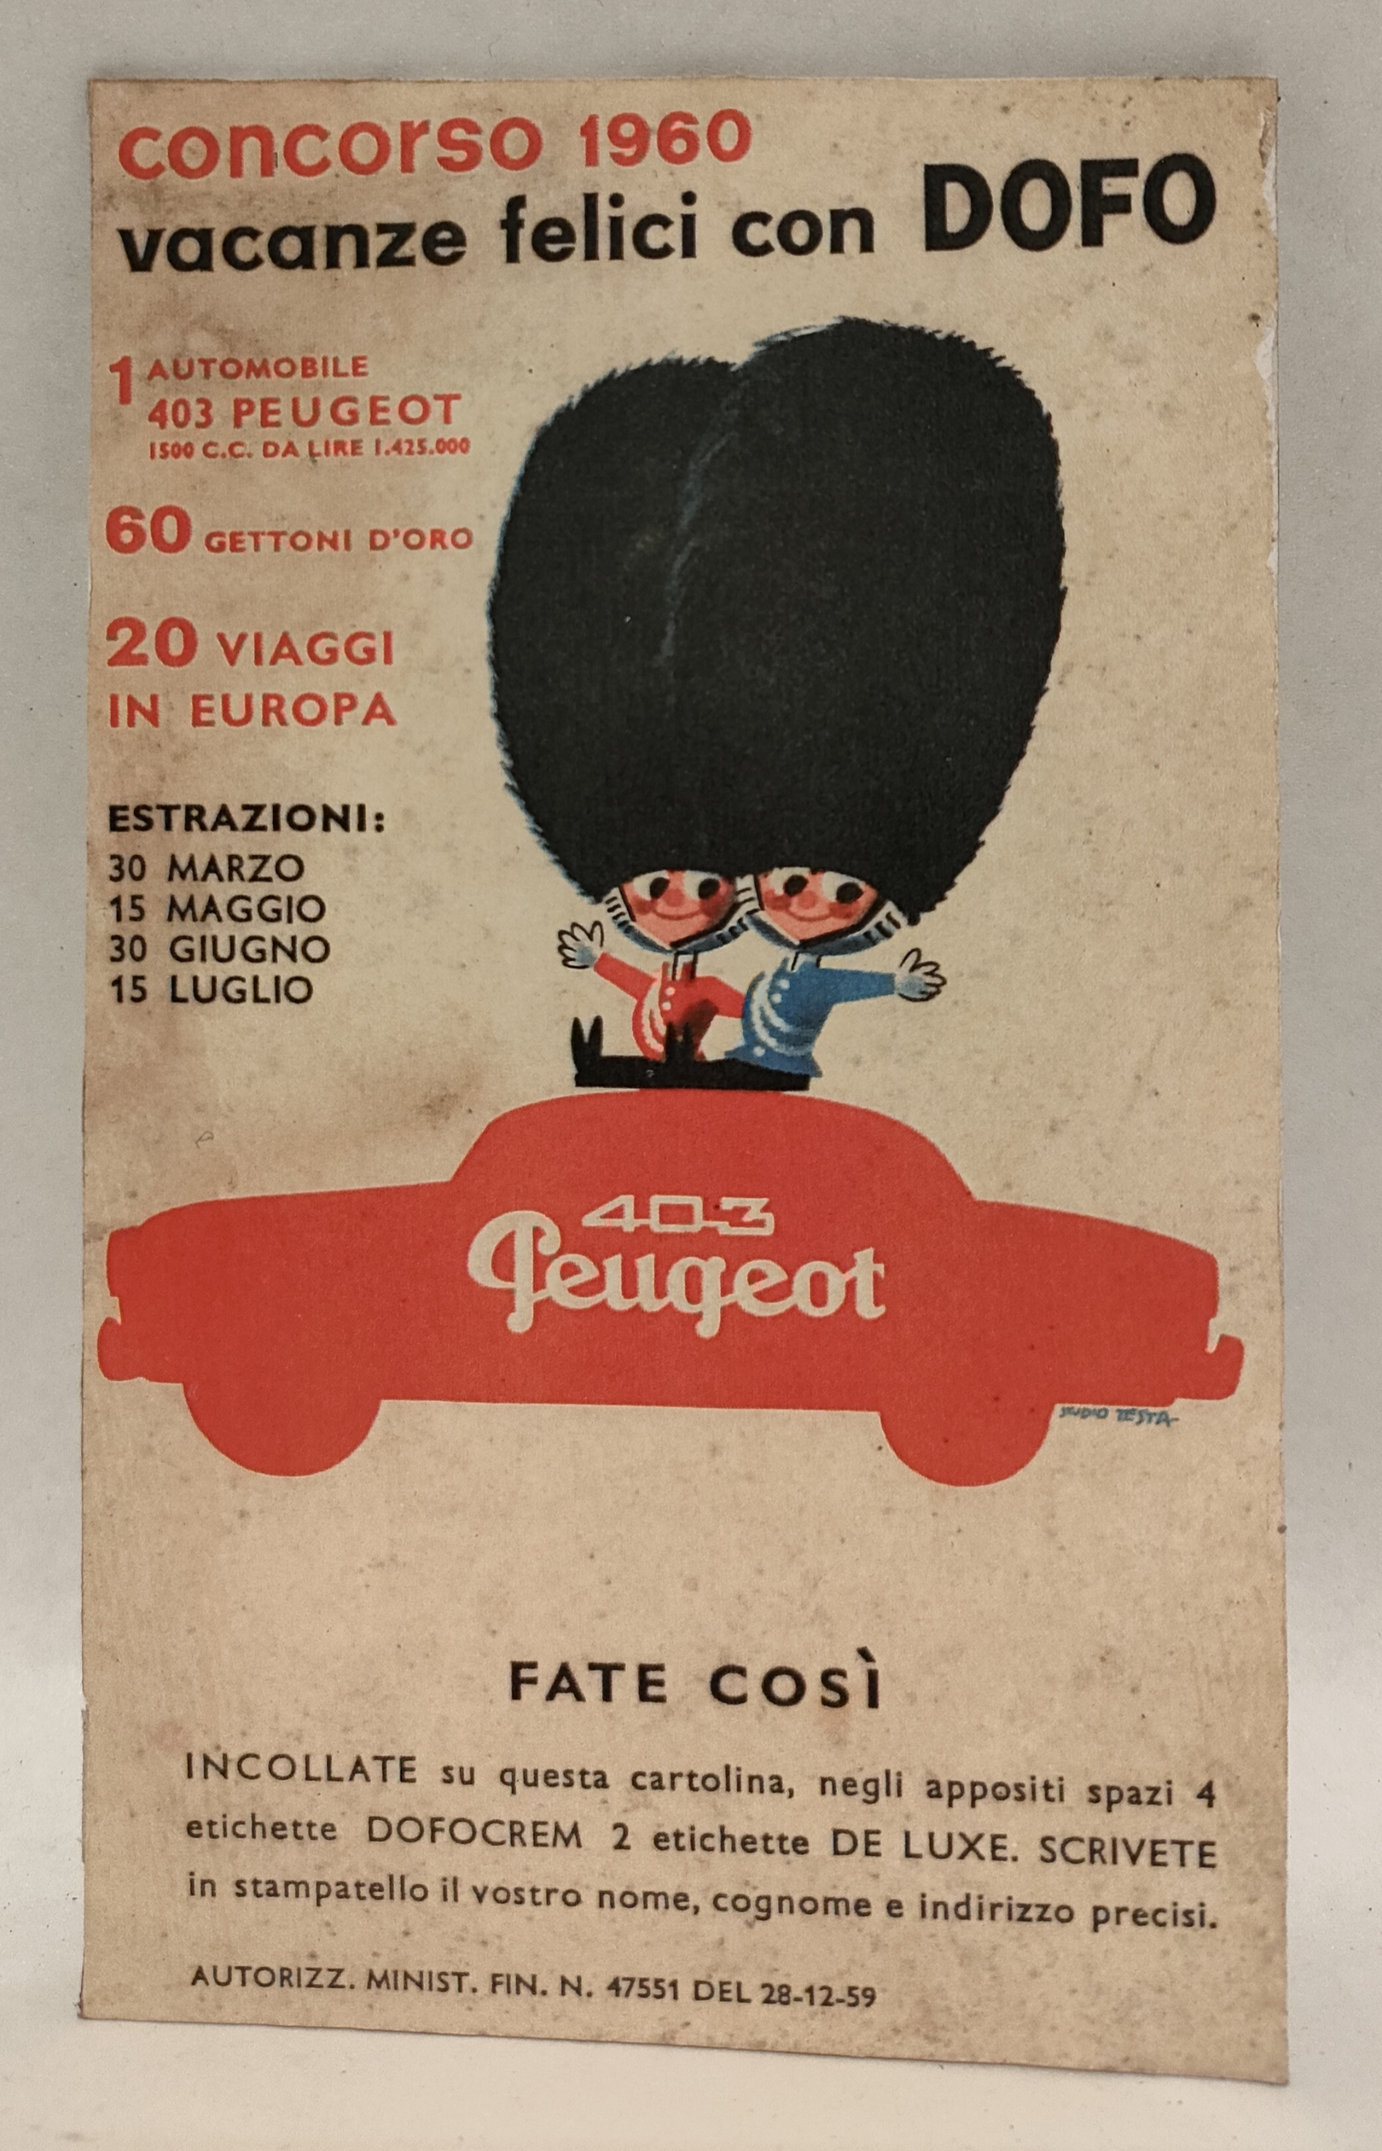 concorso 1960
vacanze felici con DOFO
1 AUTOMOBILE
403 PEUGEOT
1500 C.C. DA LIRE 1.425.000
60 GETTONI D'ORO
20 VIAGGI
IN EUROPA
ESTRAZIONI:
30 MARZO
15 MAGGIO
30 GIUGNO
15 LUGLIO
403
Peugeot
STUDIO TESTA
FATE COSÌ
INCOLLATE su questa cartolina, negli appositi spazi 4
etichette DOFOCREM 2 etichette DE LUXE. SCRIVETE
in stampatello il vostro nome, cognome e indirizzo precisi.
AUTORIZZ. MINIST. FIN. N. 47551 DEL 28-12-59